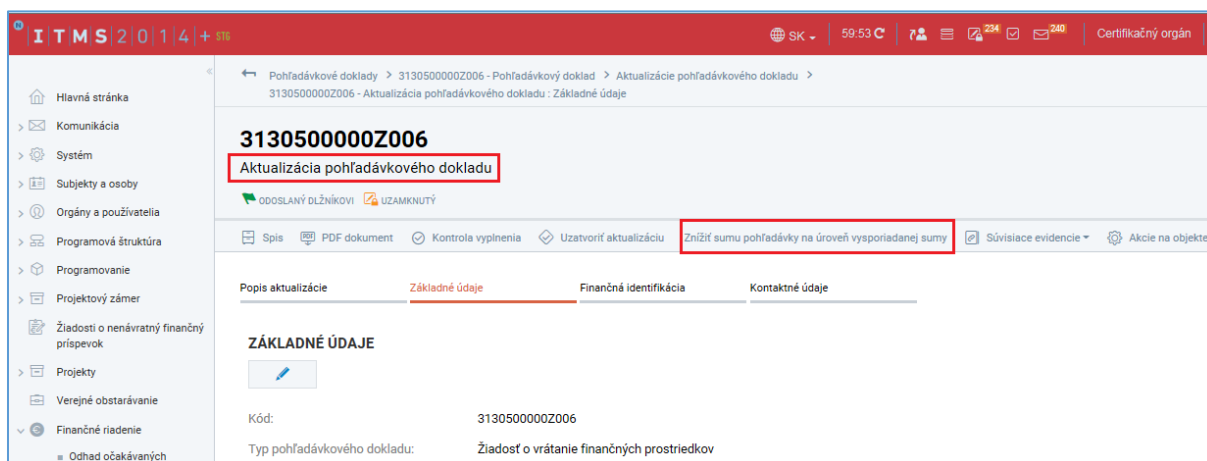 ITMS2014+ STG
SK
59:53
234
240
Certifikačný orgán
Pohľadávkové doklady > 3130500000Z006 - Pohľadávkový doklad > Aktualizácie pohľadávkového dokladu >
3130500000Z006 - Aktualizácia pohľadávkového dokladu : Základné údaje
Hlavná stránka
Komunikácia
Systém
Subjekty a osoby
Orgány a používatelia
Programová štruktúra
Programovanie
Projektový zámer
Žiadosti o nenávratný finančný
príspevok
Projekty
Verejné obstarávanie
Finančné riadenie
Odhad očakávaných
3130500000Z006
Aktualizácia pohľadávkového dokladu
ODOSLANÝ DLŽNÍKOVI UZAMKNUTÝ
Spis PDF dokument Kontrola vyplnenia Uzatvoriť aktualizáciu Znížiť sumu pohľadávky na úroveň vysporiadanej sumy Súvisiace evidencie Akcie na objekte
Popis aktualizácie Základné údaje Finančná identifikácia Kontaktné údaje
ZÁKLADNÉ ÚDAJE
Kód: 3130500000Z006
Typ pohľadávkového dokladu: Žiadosť o vrátanie finančných prostriedkov